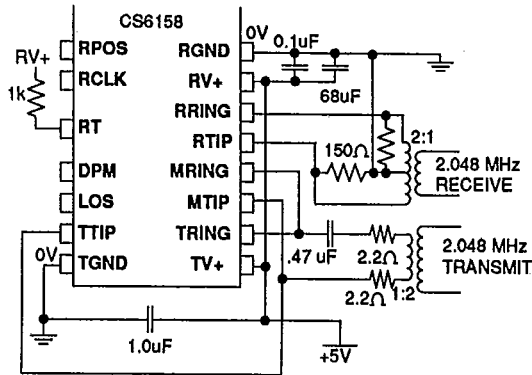 CS6158
0V
RPOS
RGND
0.1uF
RV+
RCLK
RV+
1k
68uF
RRING
RT
RTIP
150Ω
2:1
2.048 MHz
RECEIVE
DPM
MRING
LOS
MTIP
TTIP
TRING
.47 uF
2.2Ω
2.048 MHz
TRANSMIT
0V
TGND
TV+
2.2Ω
1:2
1.0uF
+5V